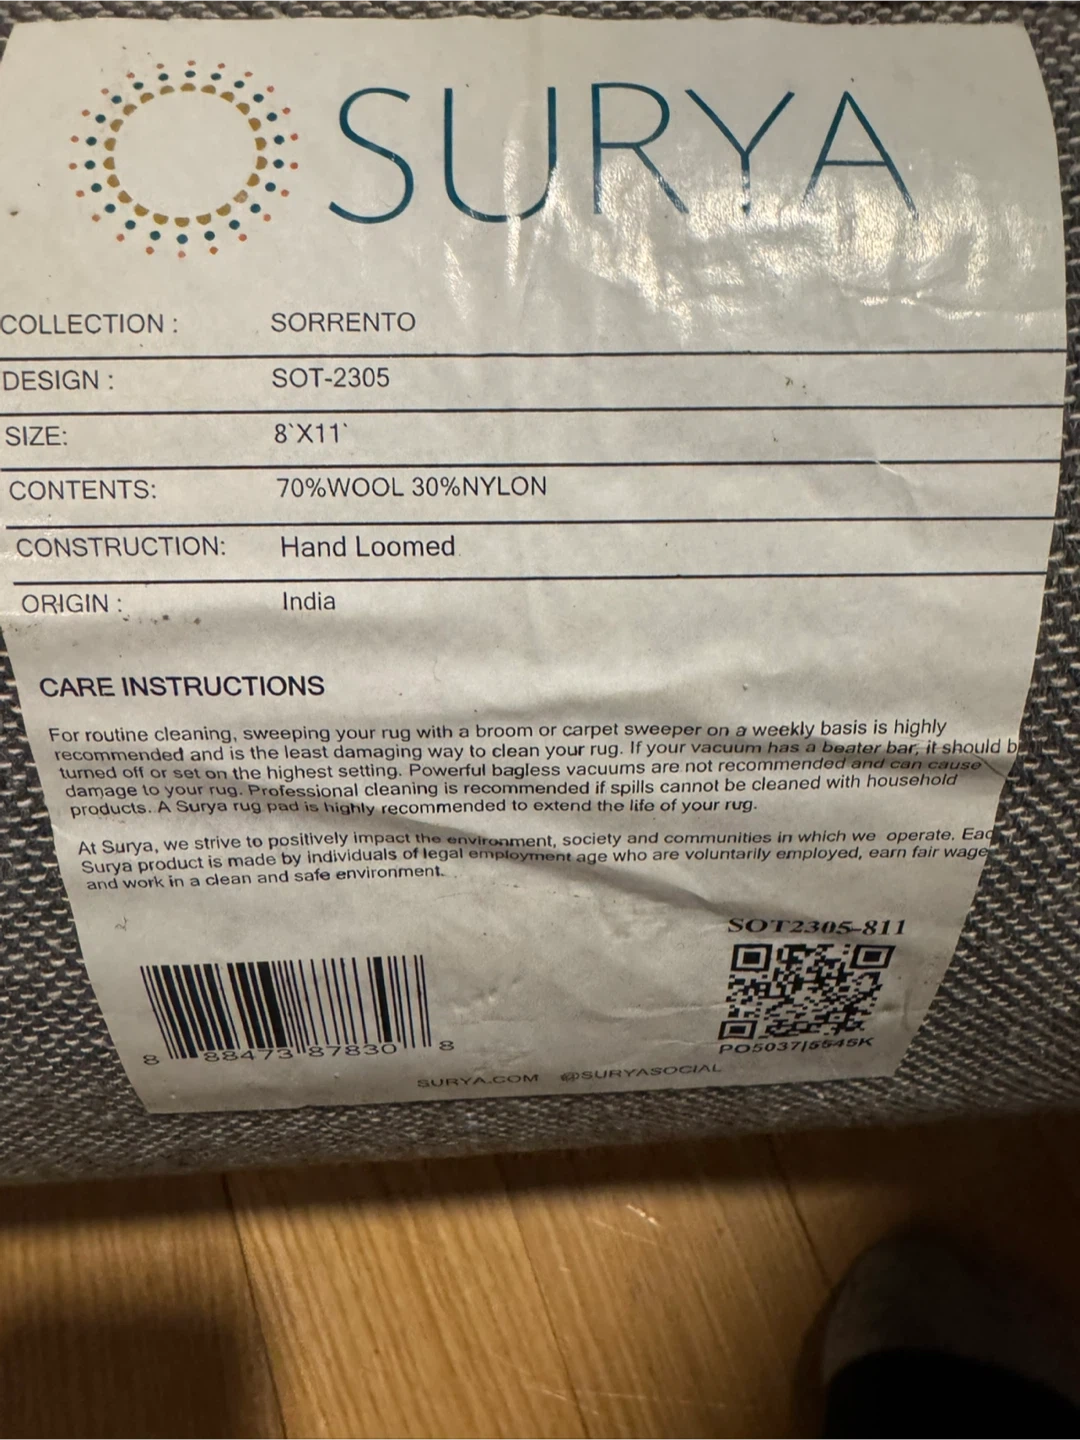 SURYA
COLLECTION : SORRENTO
DESIGN : SOT-2305
SIZE: 8`X11`
CONTENTS: 70%WOOL 30%NYLON
CONSTRUCTION: Hand Loomed
ORIGIN : India
CARE INSTRUCTIONS
For routine cleaning, sweeping your rug with a broom or carpet sweeper on a weekly basis is highly
recommended and is the least damaging way to clean your rug. If your vacuum has a beater bar, it should b
turned off or set on the highest setting. Powerful bagless vacuums are not recommended and can cause
damage to your rug. Professional cleaning is recommended if spills cannot be cleaned with household
products. A Surya rug pad is highly recommended to extend the life of your rug.
At Surya, we strive to positively impact the environment, society and communities in which we operate. Eac
Surya product is made by individuals of legal employment age who are voluntarily employed, earn fair wage
and work in a clean and safe environment.
SOT2305-811
8 88473 87830 8
PO5037|5545K
SURYA.COM @SURYASOCIAL